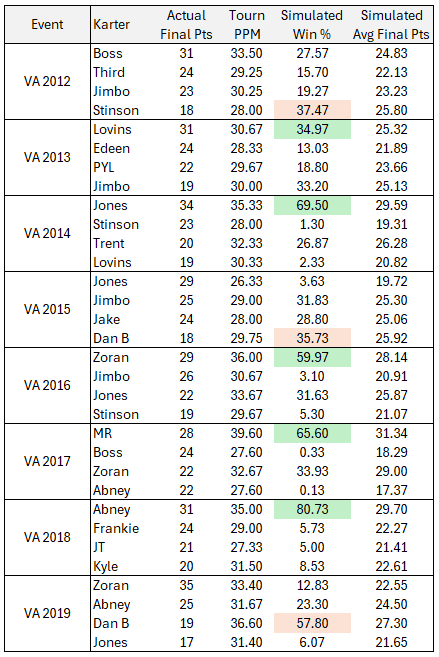 Event Karter Actual Final Pts Tourn PPM Simulated Win % Simulated Avg Final Pts
VA 2012 Boss 31 33.50 27.57 24.83
Third 24 29.25 15.70 22.13
Jimbo 23 30.25 19.27 23.23
Stinson 18 28.00 37.47 25.80
VA 2013 Lovins 31 30.67 34.97 25.32
Edeen 24 28.33 13.03 21.89
PYL 22 29.67 18.80 23.66
Jimbo 19 30.00 33.20 25.13
VA 2014 Jones 34 35.33 69.50 29.59
Stinson 23 28.00 1.30 19.31
Trent 20 32.33 26.87 26.28
Lovins 19 30.33 2.33 20.82
VA 2015 Jones 29 26.33 3.63 19.72
Jimbo 25 29.00 31.83 25.30
Jake 24 28.00 28.80 25.06
Dan B 18 29.75 35.73 25.92
VA 2016 Zoran 29 36.00 59.97 28.14
Jimbo 26 30.67 3.10 20.91
Jones 22 33.67 31.63 25.87
Stinson 19 29.67 5.30 21.07
VA 2017 MR 28 39.60 65.60 31.34
Boss 24 27.60 0.33 18.29
Zoran 22 32.67 33.93 29.00
Abney 22 27.60 0.13 17.37
VA 2018 Abney 31 35.00 80.73 29.70
Frankie 24 29.00 5.73 22.27
JT 21 27.33 5.00 21.41
Kyle 20 31.50 8.53 22.61
VA 2019 Zoran 35 33.40 12.83 22.55
Abney 25 31.67 23.30 24.50
Dan B 19 36.60 57.80 27.30
Jones 17 31.40 6.07 21.65